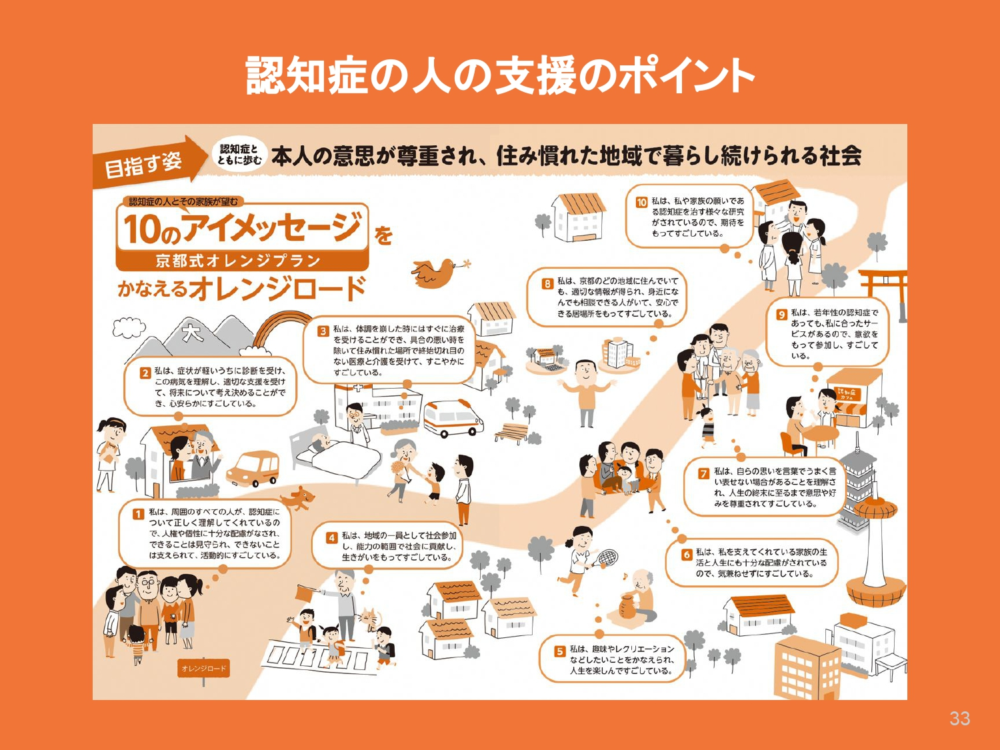 認知症の人の支援のポイント
目指す姿
認知症と
ともに歩む
本人の意思が尊重され、住み慣れた地域で暮らし続けられる社会
認知症の人とその家族が望む
10のアイメッセージを
京都式オレンジプラン
かなえるオレンジロード
大
1 私は、周囲のすべての人が、認知症に
ついて正しく理解してくれているの
で、人権や個性に十分な配慮がなされ、
できることは見守られ、できないこと
は支えられて、活動的にすごしている。
2 私は、症状が軽いうちに診断を受け、
この病気を理解し、適切な支援を受け
て、将来について考え決めることがで
き、心安らかにすごしている。
3 私は、体調を崩した時にはすぐに治療
を受けることができ、具合の悪い時を
除いて住み慣れた場所で終始切れ目の
ない医療と介護を受けて、すこやかに
すごしている。
4 私は、地域の一員として社会参加
し、能力の範囲で社会に貢献し、
生きがいをもってすごしている。
5 私は、趣味やレクリエーション
などしたいことをかなえられ、
人生を楽しんですごしている。
6 私は、私を支えてくれている家族の生
活と人生にも十分な配慮がされている
ので、気兼ねせずにすごしている。
7 私は、自らの思いを言葉でうまく言
い表せない場合があることを理解さ
れ、人生の終末に至るまで意思や好
みを尊重されてすごしている。
8 私は、京都のどの地域に住んでいて
も、適切な情報が得られ、身近にな
んでも相談できる人がいて、安心で
きる居場所をもってすごしている。
9 私は、若年性の認知症で
あっても、私に合ったサー
ビスがあるので、意欲を
もって参加し、すごして
いる。
10 私は、私や家族の願いであ
る認知症を治す様々な研究
がされているので、期待を
もってすごしている。
認知症
カフェ
オレンジロード
33